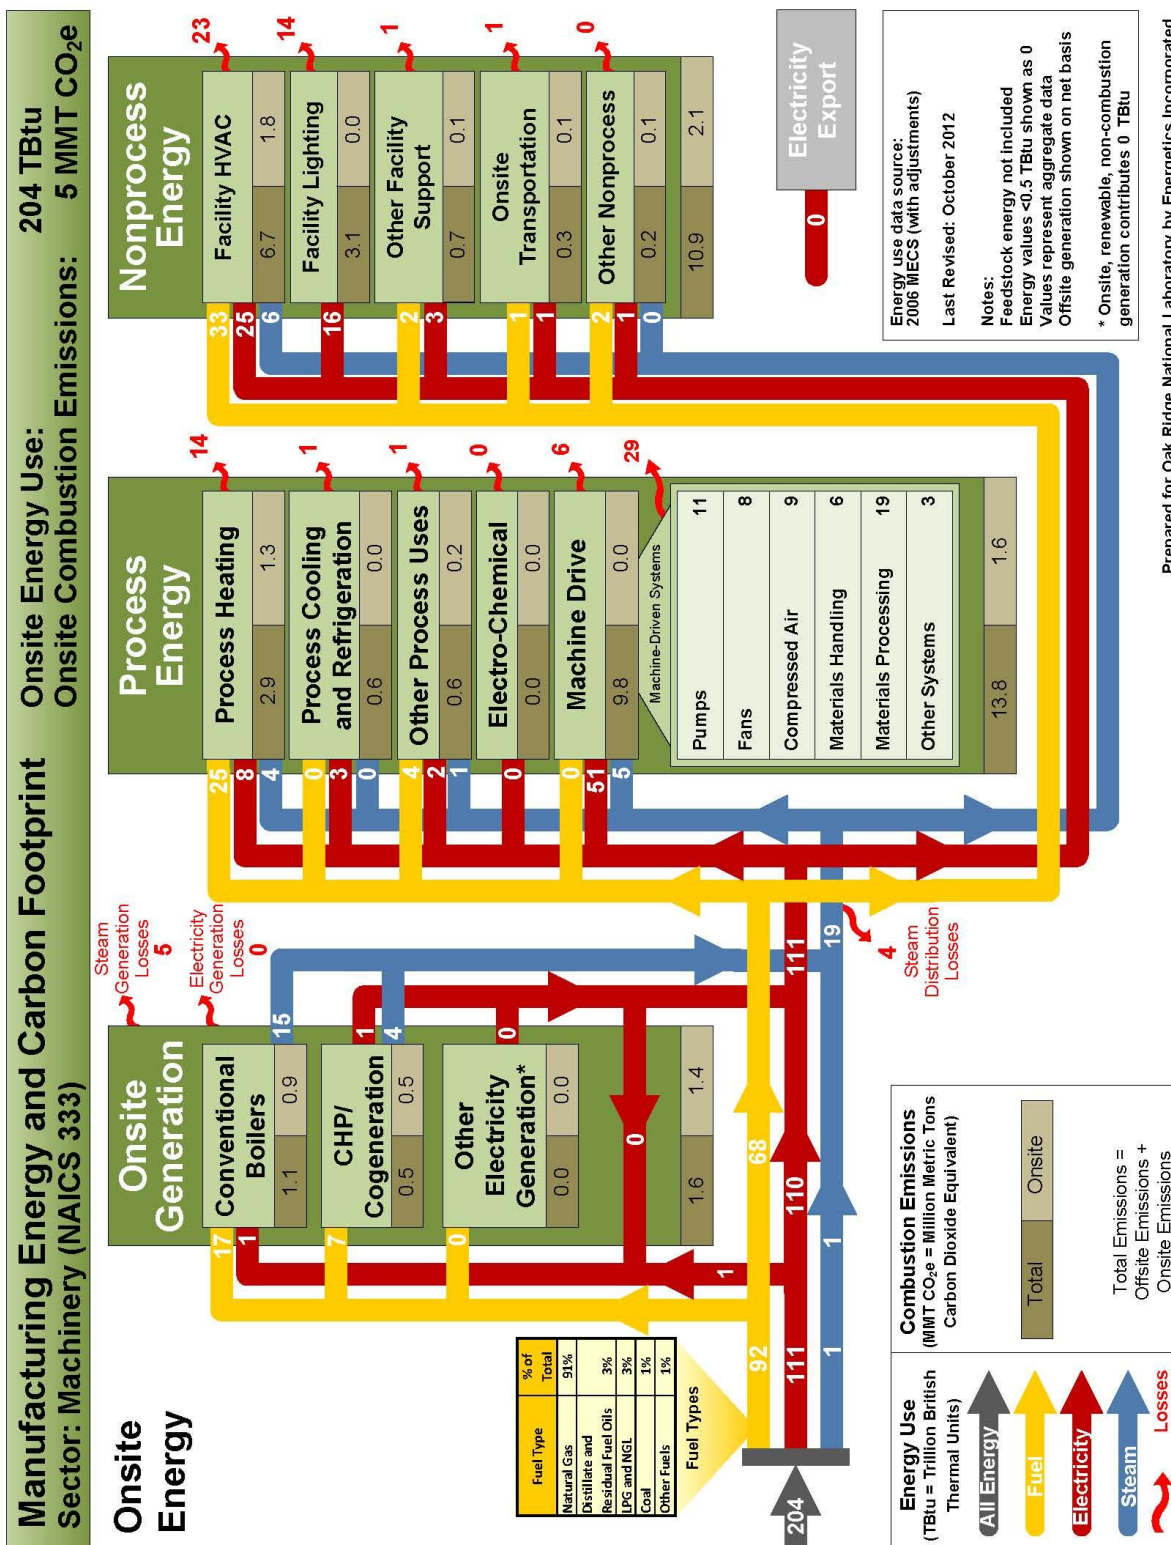 Manufacturing Energy and Carbon Footprint
Sector: Machinery (NAICS 333)
Onsite Energy Use: 204 TBtu
Onsite Combustion Emissions: 5 MMT CO₂e
Onsite
Energy
Fuel Type % of Total
Natural Gas 91%
Distillate and
Residual Fuel Oils 3%
LPG and NGL 3%
Coal 1%
Other Fuels 1%
Fuel Types
204
92
111
1
1
110
1
68
Onsite
Generation
17
1
Conventional
Boilers
1.1 0.9
15
7
CHP/
Cogeneration
0.5 0.5
1
4
0
Other
Electricity
Generation*
0.0 0.0
0
1.6 1.4
0
Steam
Generation
Losses
5
Electricity
Generation
Losses
0
111
19
4
Steam
Distribution
Losses
Process
Energy
25
8
4
Process Heating
2.9 1.3
14
0
3
0
Process Cooling
and Refrigeration
0.6 0.0
1
4
2
1
Other Process Uses
0.6 0.2
1
0
Electro-Chemical
0.0 0.0
0
0
51
5
Machine Drive
9.8 0.0
6
Machine-Driven Systems
29
Pumps 11
Fans 8
Compressed Air 9
Materials Handling 6
Materials Processing 19
Other Systems 3
13.8 1.6
Nonprocess
Energy
33
25
6
Facility HVAC
6.7 1.8
23
16
Facility Lighting
3.1 0.0
14
2
3
Other Facility
Support
0.7 0.1
1
1
1
Onsite
Transportation
0.3 0.1
1
2
1
0
Other Nonprocess
0.2 0.1
0
10.9 2.1
0
Electricity
Export
Energy Use
(TBtu = Trillion British
Thermal Units)
All Energy
Fuel
Electricity
Steam
Losses
Combustion Emissions
(MMT CO₂e = Million Metric Tons
Carbon Dioxide Equivalent)
Total Onsite
Total Emissions =
Offsite Emissions +
Onsite Emissions
Energy use data source:
2006 MECS (with adjustments)
Last Revised: October 2012
Notes:
Feedstock energy not included
Energy values <0.5 TBtu shown as 0
Values represent aggregate data
Offsite generation shown on net basis
* Onsite, renewable, non-combustion
generation contributes 0 TBtu
Prepared for Oak Ridge National Laboratory by Energetics Incorporated